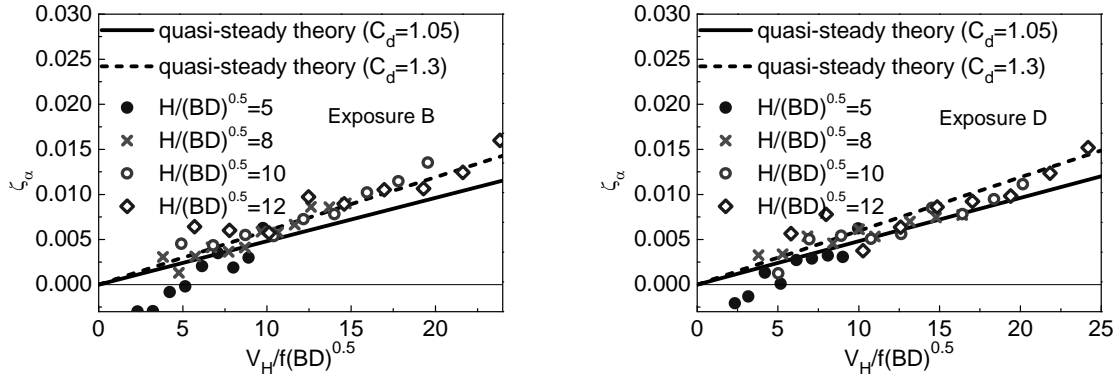 0.030
quasi-steady theory (C_d=1.05)
0.025
quasi-steady theory (C_d=1.3)
0.020
H/(BD)^0.5=5
Exposure B
0.015
H/(BD)^0.5=8
0.010
H/(BD)^0.5=10
0.005
H/(BD)^0.5=12
0.000
ζ_α
0 5 10 15 20
V_H/f(BD)^0.5
0.030
quasi-steady theory (C_d=1.05)
0.025
quasi-steady theory (C_d=1.3)
0.020
H/(BD)^0.5=5
Exposure D
0.015
H/(BD)^0.5=8
0.010
H/(BD)^0.5=10
0.005
H/(BD)^0.5=12
0.000
ζ_α
0 5 10 15 20 25
V_H/f(BD)^0.5